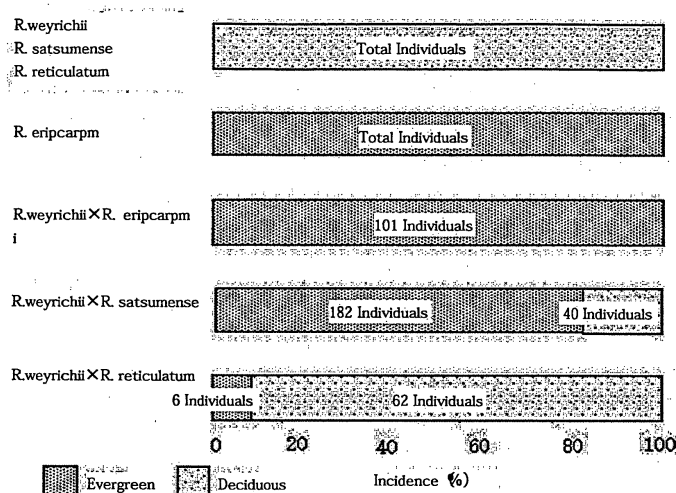 R.weyrichii
R. satsumense
R. reticulatum
Total Individuals
R. eripcarpm
Total Individuals
R.weyrichii×R. eripcarpm
i
101 Individuals
R.weyrichii×R. satsumense
182 Individuals
40 Individuals
R.weyrichii×R. reticulatum
6 Individuals
62 Individuals
0 20 40 60 80 100
Evergreen
Deciduous
Incidence (%)